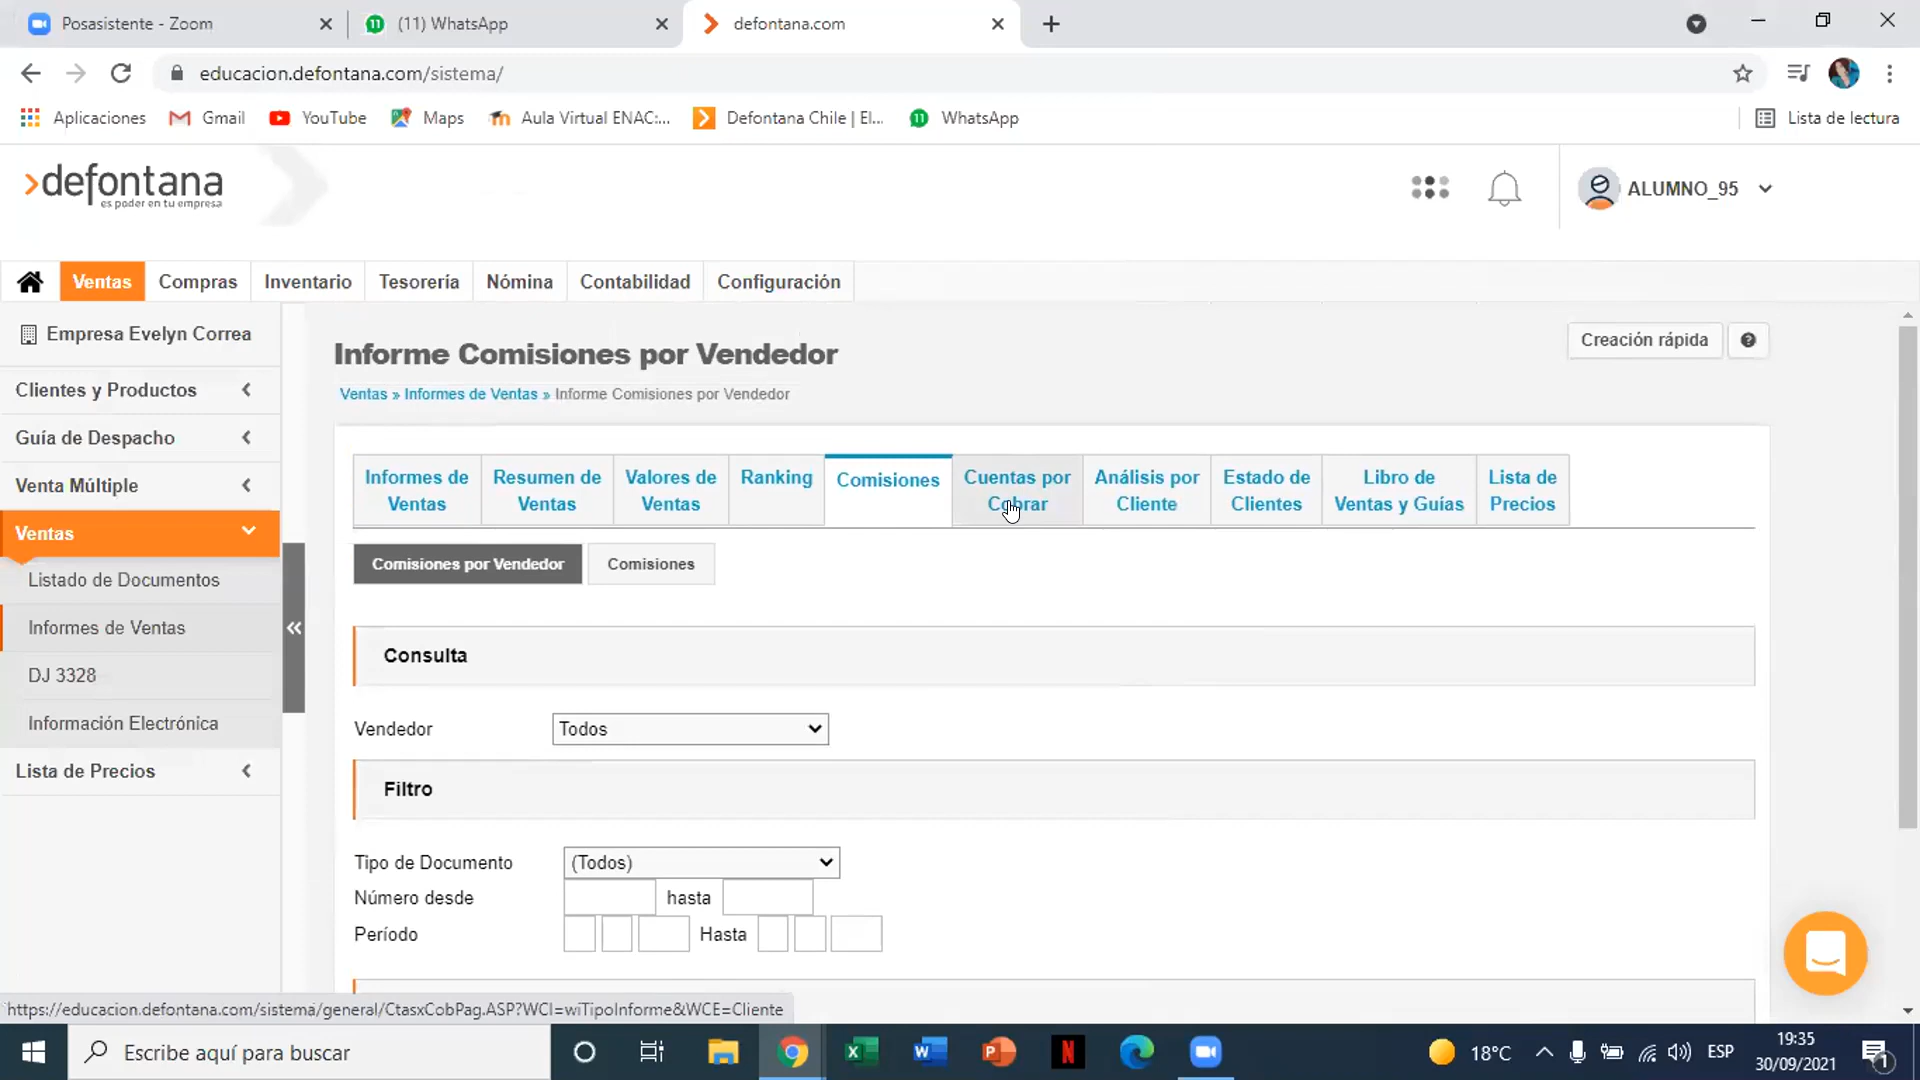 Posasistente - Zoom
(11) WhatsApp
defontana.com
educacion.defontana.com/sistema/
Aplicaciones
Gmail
YouTube
Maps
Aula Virtual ENAC:...
Defontana Chile | El...
11
WhatsApp
Lista de lectura
defontana
es poder en tu empresa
ALUMNO_95
Ventas
Compras
Inventario
Tesorería
Nómina
Contabilidad
Configuración
Empresa Evelyn Correa
Clientes y Productos
Guía de Despacho
Venta Múltiple
Ventas
Listado de Documentos
Informes de Ventas
DJ 3328
Información Electrónica
Lista de Precios
Informe Comisiones por Vendedor
Creación rápida
Ventas » Informes de Ventas » Informe Comisiones por Vendedor
Informes de Ventas
Resumen de Ventas
Valores de Ventas
Ranking
Comisiones
Cuentas por Cobrar
Análisis por Cliente
Estado de Clientes
Libro de Ventas y Guías
Lista de Precios
Comisiones por Vendedor
Comisiones
Consulta
Vendedor
Todos
Filtro
Tipo de Documento
(Todos)
Número desde
hasta
Período
Hasta
https://educacion.defontana.com/sistema/general/CtasxCobPag.ASP?WCI=wiTipoInforme&WCE=Cliente
Escribe aquí para buscar
18°C
ESP
19:35
30/09/2021
1